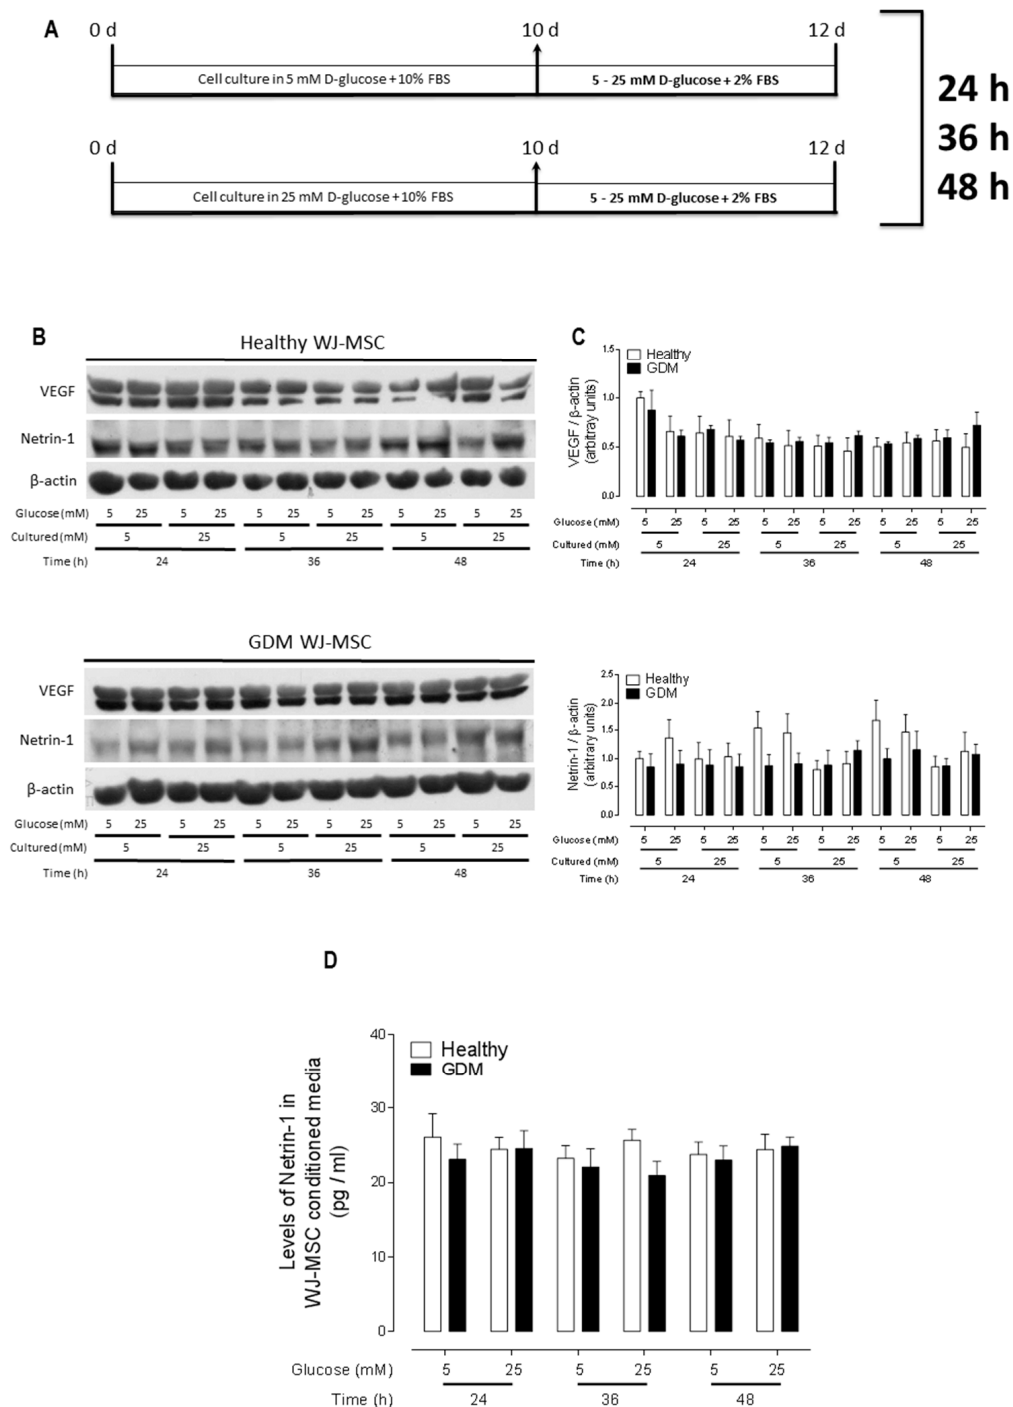 A
0 d 10 d 12 d
Cell culture in 5 mM D-glucose + 10% FBS 5 - 25 mM D-glucose + 2% FBS
0 d 10 d 12 d
Cell culture in 25 mM D-glucose + 10% FBS 5 - 25 mM D-glucose + 2% FBS
24 h
36 h
48 h
B
Healthy WJ-MSC
VEGF
Netrin-1
β-actin
Glucose (mM) 5 25 5 25 5 25 5 25 5 25 5 25
Cultured (mM) 5 25 5 25 5 25
Time (h) 24 36 48
GDM WJ-MSC
VEGF
Netrin-1
β-actin
Glucose (mM) 5 25 5 25 5 25 5 25 5 25 5 25
Cultured (mM) 5 25 5 25 5 25
Time (h) 24 36 48
C
VEGF / β-actin
(arbitray units)
1.5
1.0
0.5
0.0
Healthy
GDM
Glucose (mM) 5 25 5 25 5 25 5 25 5 25 5 25
Cultured (mM) 5 25 5 25 5 25
Time (h) 24 36 48
Netrin-1 / β-actin
(arbitrary units)
2.5
2.0
1.5
1.0
0.5
0.0
Healthy
GDM
Glucose (mM) 5 25 5 25 5 25 5 25 5 25 5 25
Cultured (mM) 5 25 5 25 5 25
Time (h) 24 36 48
D
Levels of Netrin-1 in
WJ-MSC conditioned media
(pg / ml)
40
30
20
10
0
Healthy
GDM
Glucose (mM) 5 25 5 25 5 25
Time (h) 24 36 48